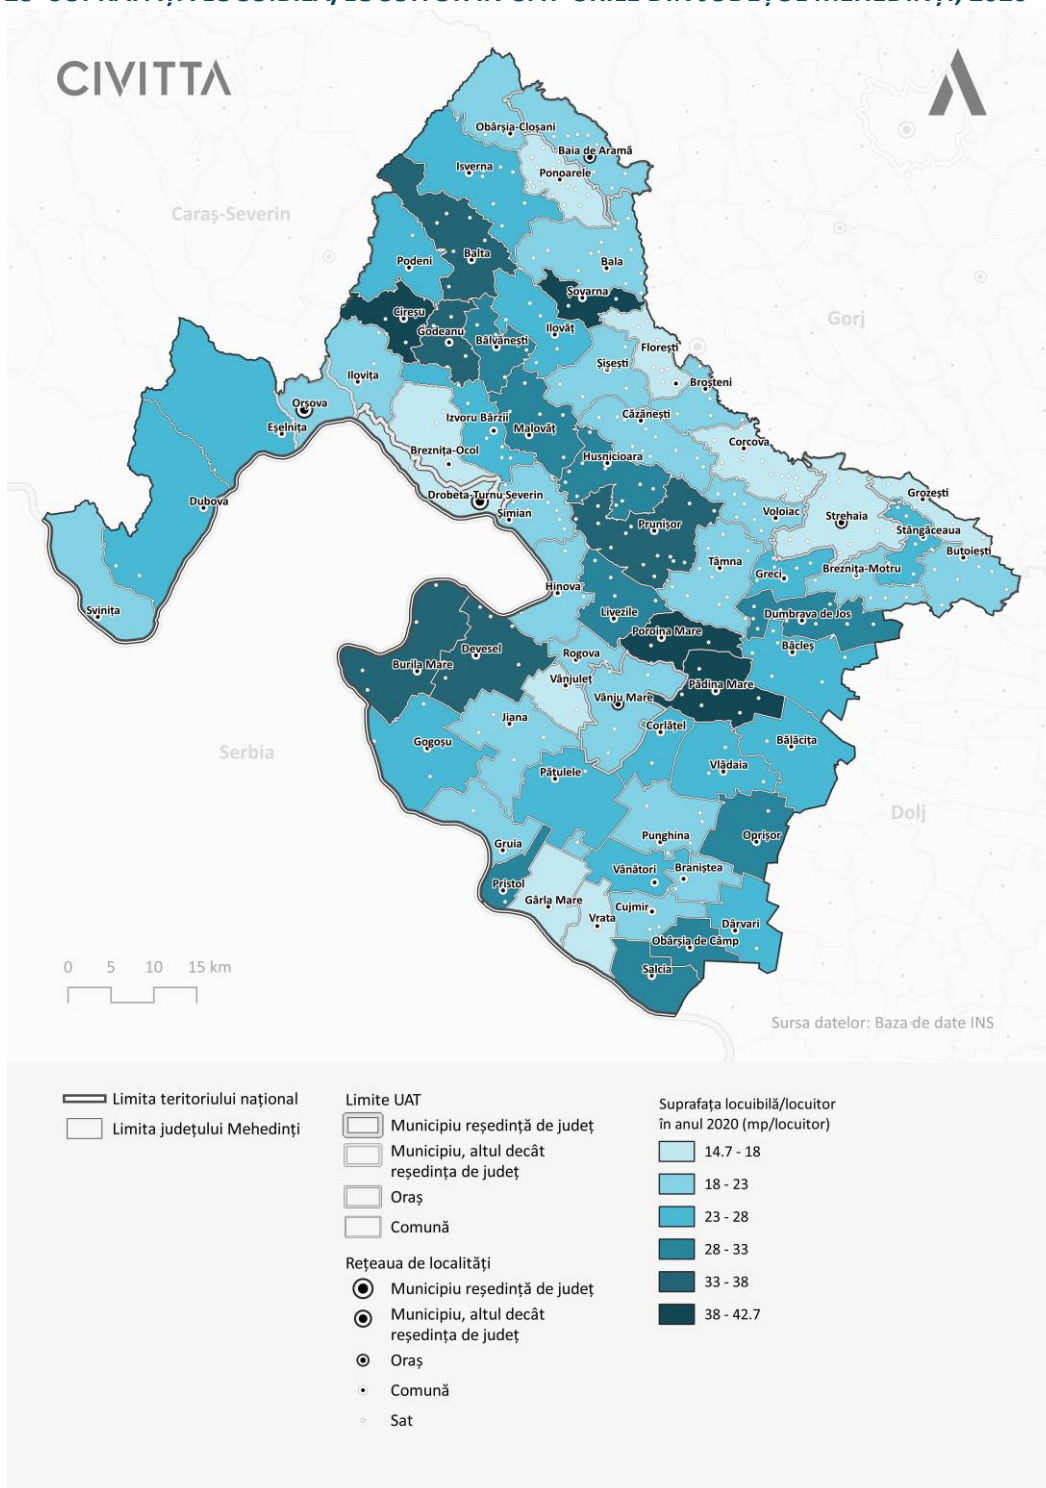 CIVITTA
Obârșia-Cloșani
Baia de Aramă
Isverna
Ponoarele
Caraș-Severin
Balta
Podeni
Bala
Șovarna
Cireșu
Gorj
Godeanu
Ilovăț
Bâlvănești
Florești
Șișești
Ilovița
Broșteni
Orșova
Izvoru Bârzii
Căzănești
Eșelnița
Malovăț
Corcova
Breznița-Ocol
Husnicioara
Drobeta-Turnu Severin
Grozești
Dubova
Șimian
Prunișor
Voloiac
Strehaia
Stângăceaua
Butoiești
Tâmna
Greci
Breznița-Motru
Hinova
Svinița
Livezile
Dumbrava de Jos
Poroina Mare
Bâcleș
Devesel
Rogova
Burila Mare
Vânjuleț
Pădina Mare
Vânju Mare
Jiana
Corlățel
Gogoșu
Bălăcița
Serbia
Vlădaia
Pătulele
Dolj
Punghina
Oprișor
Gruia
Vânători
Braniștea
Pristol
Gârla Mare
Cujmir
Vrata
Dârvari
Obârșia de Câmp
Salcia
0 5 10 15 km
Sursa datelor: Baza de date INS
Limita teritoriului național
Limita județului Mehedinți
Limite UAT
Municipiu reședință de județ
Municipiu, altul decât
reședința de județ
Oraș
Comună
Rețeaua de localități
Municipiu reședință de județ
Municipiu, altul decât
reședința de județ
Oraș
Comună
Sat
Suprafața locuibilă/locuitor
în anul 2020 (mp/locuitor)
14.7 - 18
18 - 23
23 - 28
28 - 33
33 - 38
38 - 42.7